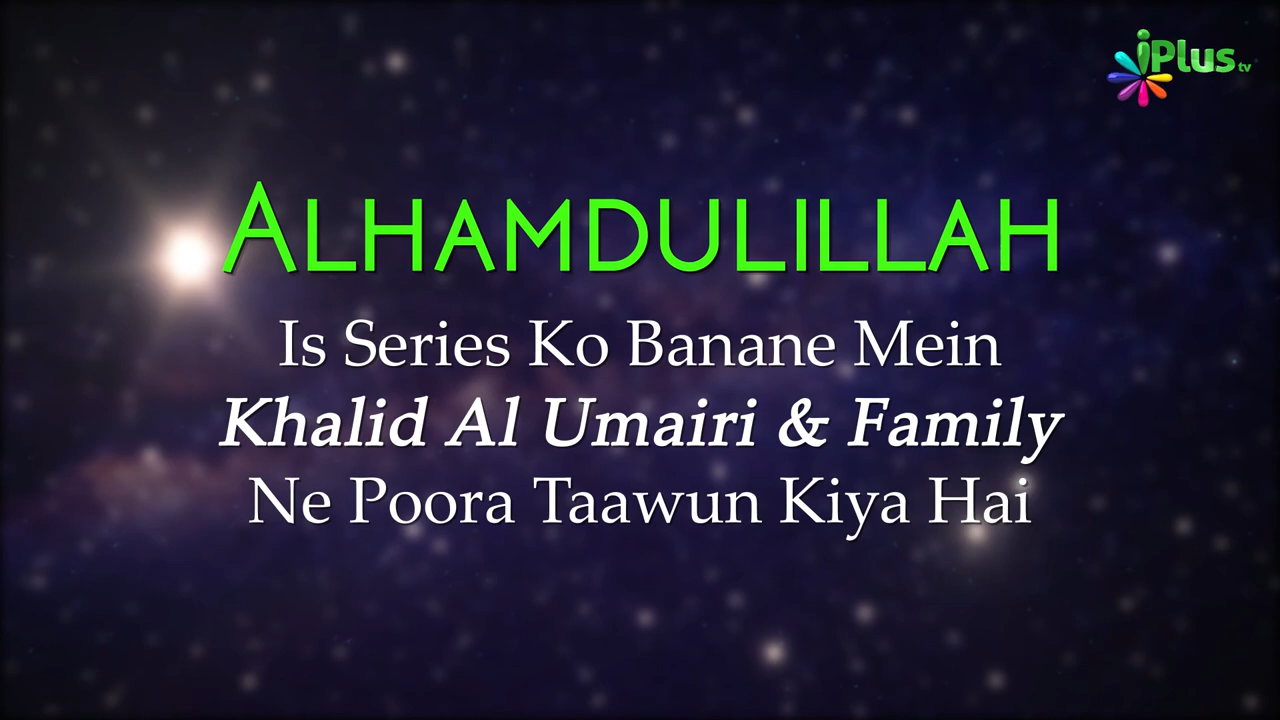 iPlus tv
ALHAMDULILLAH
Is Series Ko Banane Mein
Khalid Al Umairi & Family
Ne Poora Taawun Kiya Hai